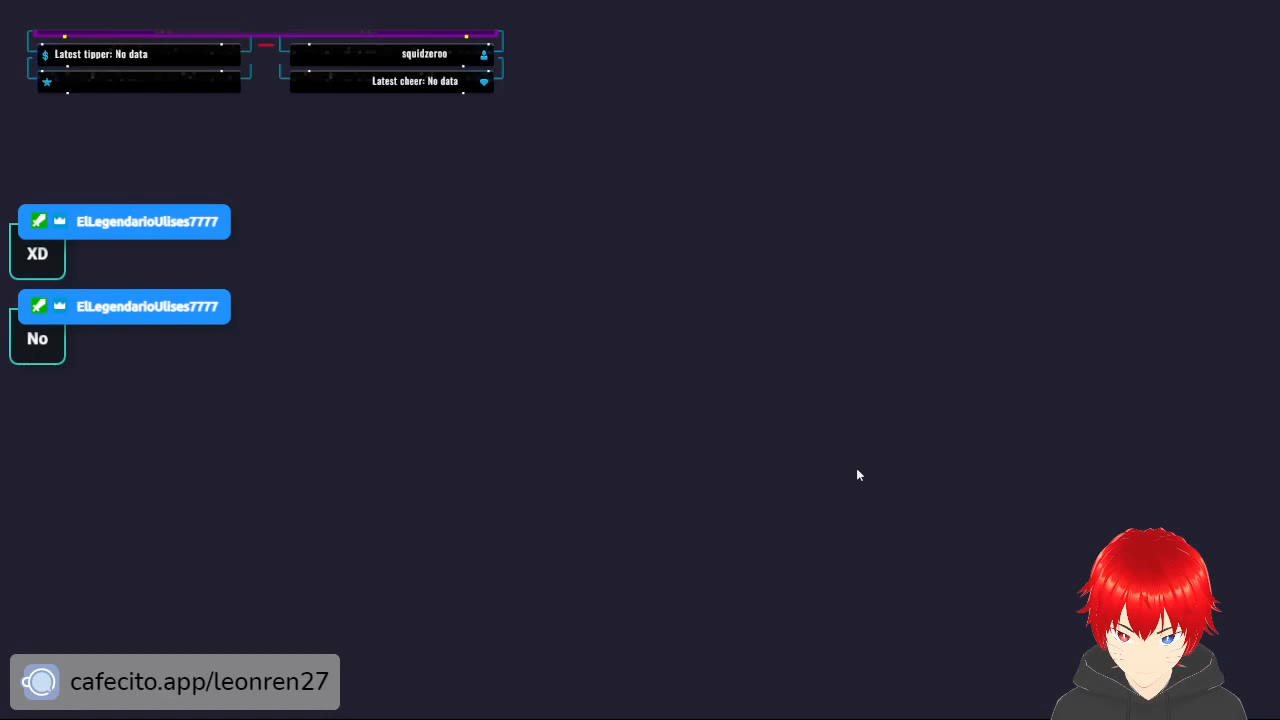 Latest tipper: No data
squidzeroo
Latest cheer: No data
ElLegendarioUlises7777
XD
ElLegendarioUlises7777
No
cafecito.app/leonren27